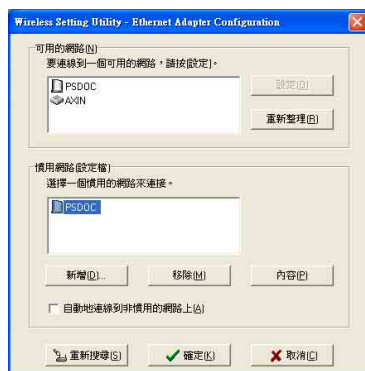 Wireless Setting Utility - Ethernet Adapter Configuration
可用的網路(N)
要連線到一個可用的網路，請按[設定]。
PSDOC
AXIN
設定(O)
重新整理(R)
慣用網路(設定檔)
選擇一個慣用的網路來連接。
PSDOC
新增(D)...
移除(M)
內容(P)
自動地連線到非慣用的網路上(A)
重新搜尋(S)
確定(K)
取消(C)